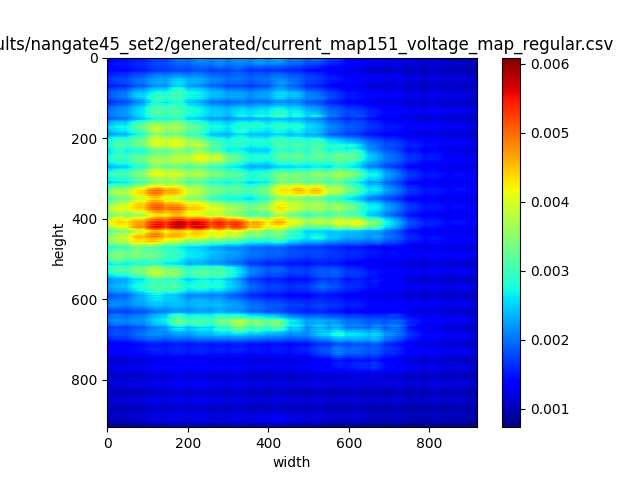 ults/nangate45_set2/generated/current_map151_voltage_map_regular.csv
0
200
400
600
800
height
0 200 400 600 800
width
0.006
0.005
0.004
0.003
0.002
0.001